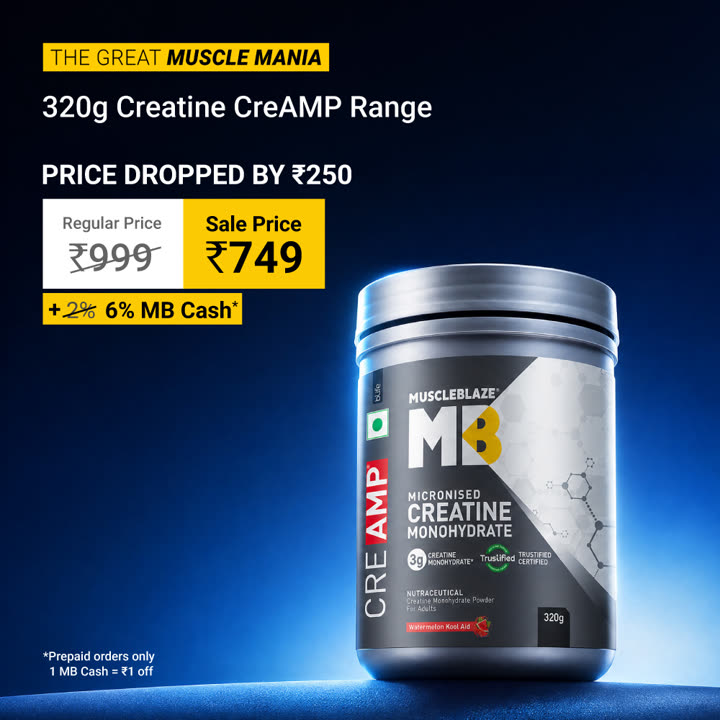 THE GREAT MUSCLE MANIA
320g Creatine CreAMP Range
PRICE DROPPED BY ₹250
Regular Price
₹999
Sale Price
₹749
+ 2% 6% MB Cash*
bLife
MUSCLEBLAZE®
MB
CREAMP®
MICRONISED
CREATINE
MONOHYDRATE
3g CREATINE
MONOHYDRATE*
Trustified
TRUSTIFIED
CERTIFIED
NUTRACEUTICAL
Creatine Monohydrate Powder
For Adults
Watermelon Kool Aid
320g
*Prepaid orders only
1 MB Cash = ₹1 off